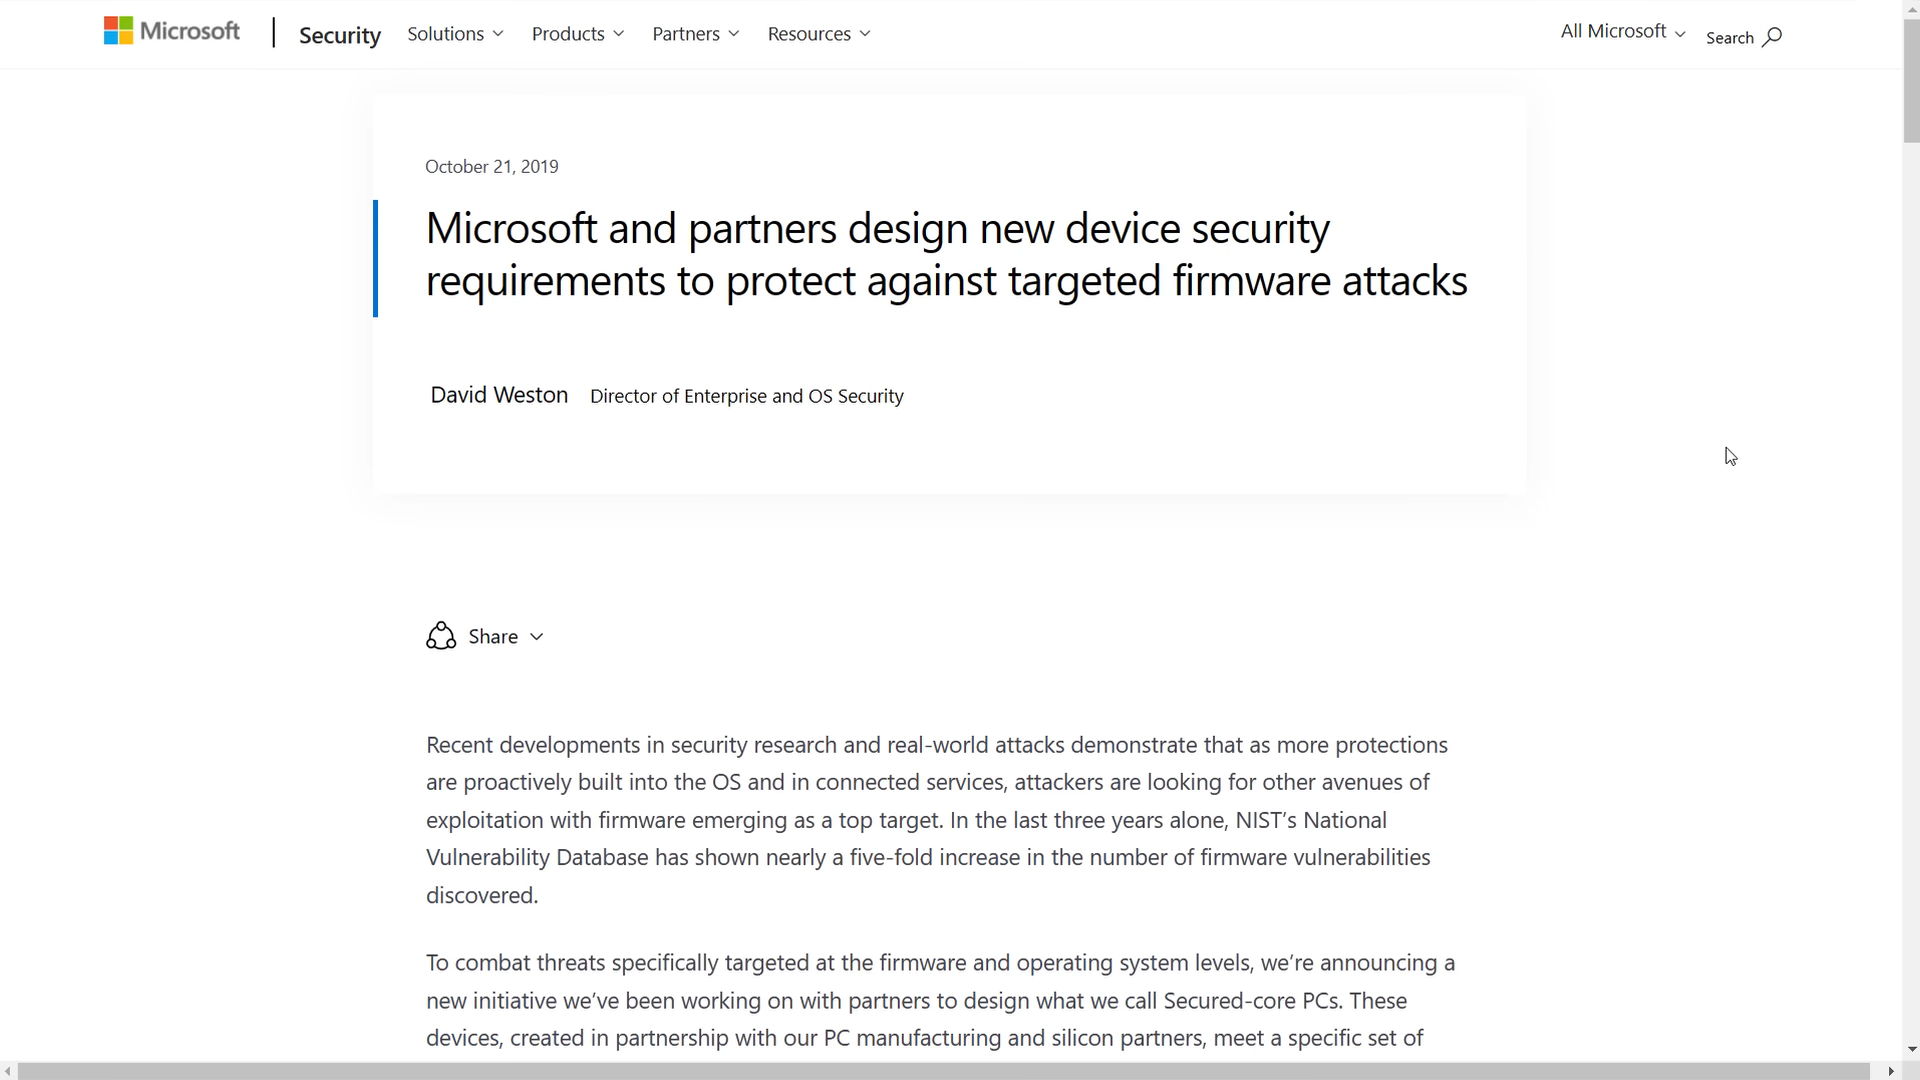 Microsoft
Security
Solutions
Products
Partners
Resources
All Microsoft
Search
October 21, 2019
Microsoft and partners design new device security
requirements to protect against targeted firmware attacks
David Weston
Director of Enterprise and OS Security
Share
Recent developments in security research and real-world attacks demonstrate that as more protections
are proactively built into the OS and in connected services, attackers are looking for other avenues of
exploitation with firmware emerging as a top target. In the last three years alone, NIST’s National
Vulnerability Database has shown nearly a five-fold increase in the number of firmware vulnerabilities
discovered.
To combat threats specifically targeted at the firmware and operating system levels, we’re announcing a
new initiative we’ve been working on with partners to design what we call Secured-core PCs. These
devices, created in partnership with our PC manufacturing and silicon partners, meet a specific set of